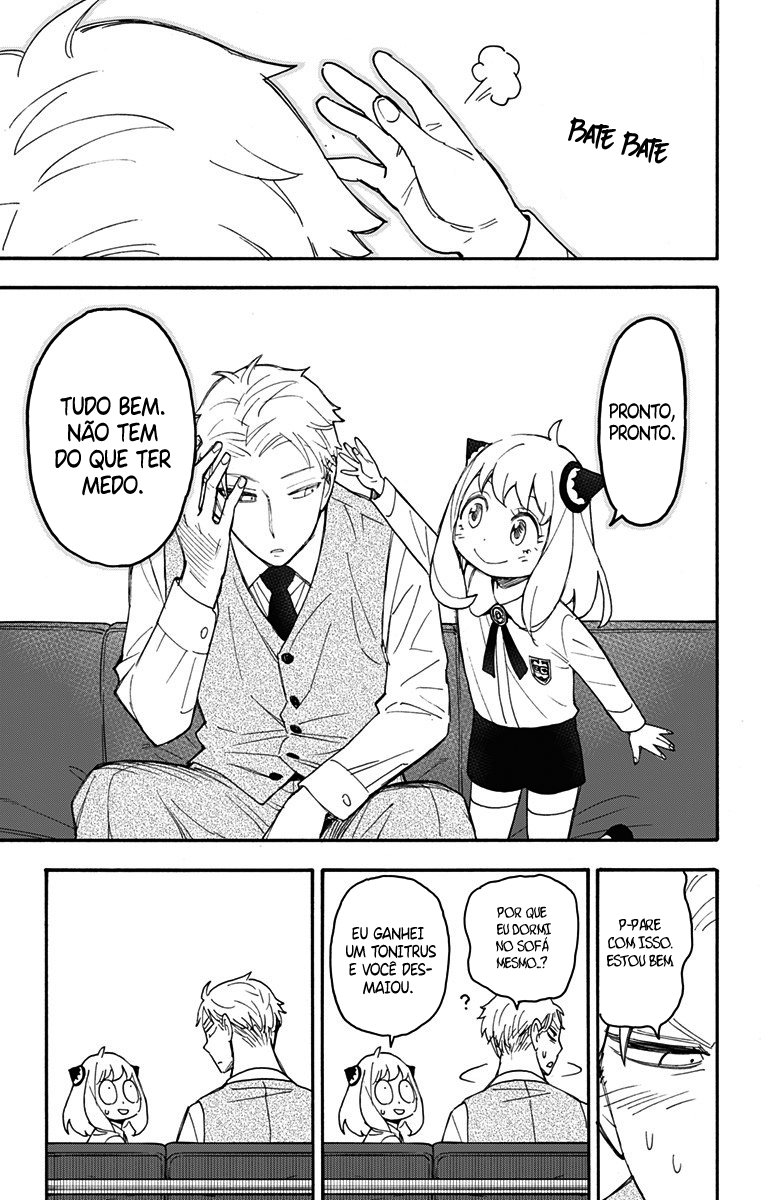 BATE BATE
PRONTO,
PRONTO.
TUDO BEM.
NÃO TEM
DO QUE TER
MEDO.
P-PARE
COM ISSO.
ESTOU BEM
POR QUE
EU DORMI
NO SOFÁ
MESMO..?
?
EU GANHEI
UM TONITRUS
E VOCÊ DES-
MAIOU.